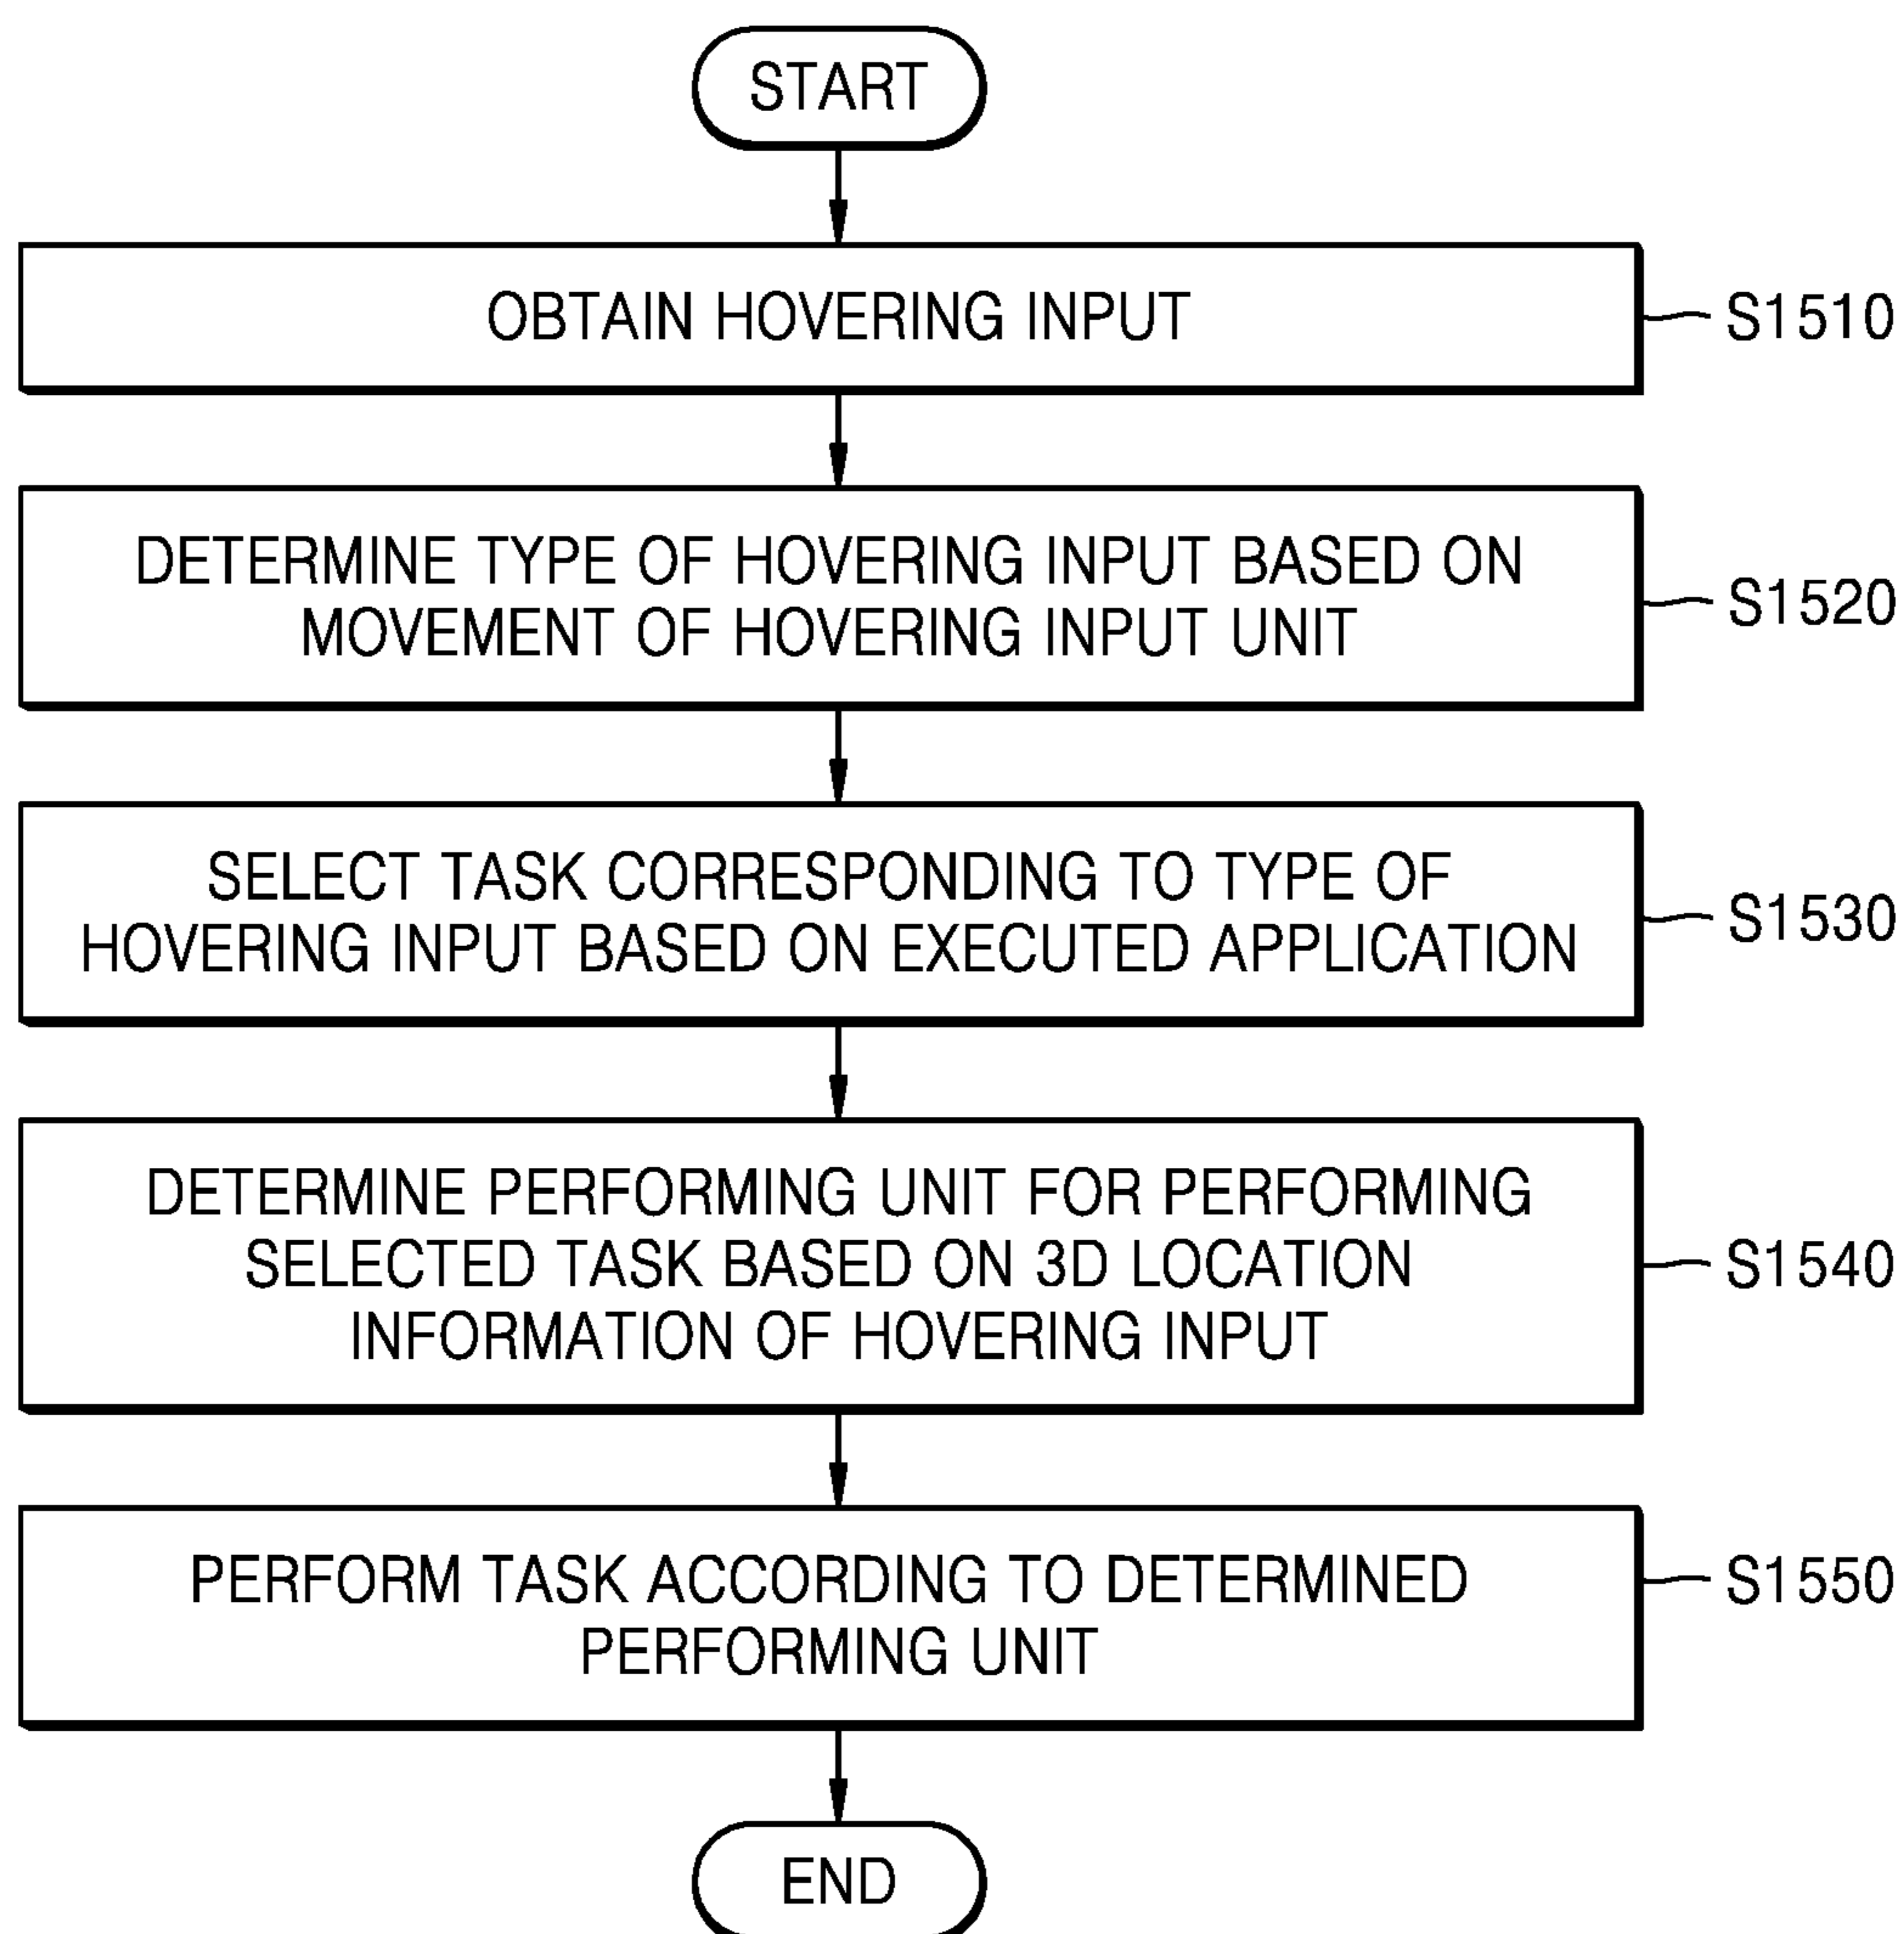 START
OBTAIN HOVERING INPUT
S1510
DETERMINE TYPE OF HOVERING INPUT BASED ON
MOVEMENT OF HOVERING INPUT UNIT
S1520
SELECT TASK CORRESPONDING TO TYPE OF
HOVERING INPUT BASED ON EXECUTED APPLICATION
S1530
DETERMINE PERFORMING UNIT FOR PERFORMING
SELECTED TASK BASED ON 3D LOCATION
INFORMATION OF HOVERING INPUT
S1540
PERFORM TASK ACCORDING TO DETERMINED
PERFORMING UNIT
S1550
END